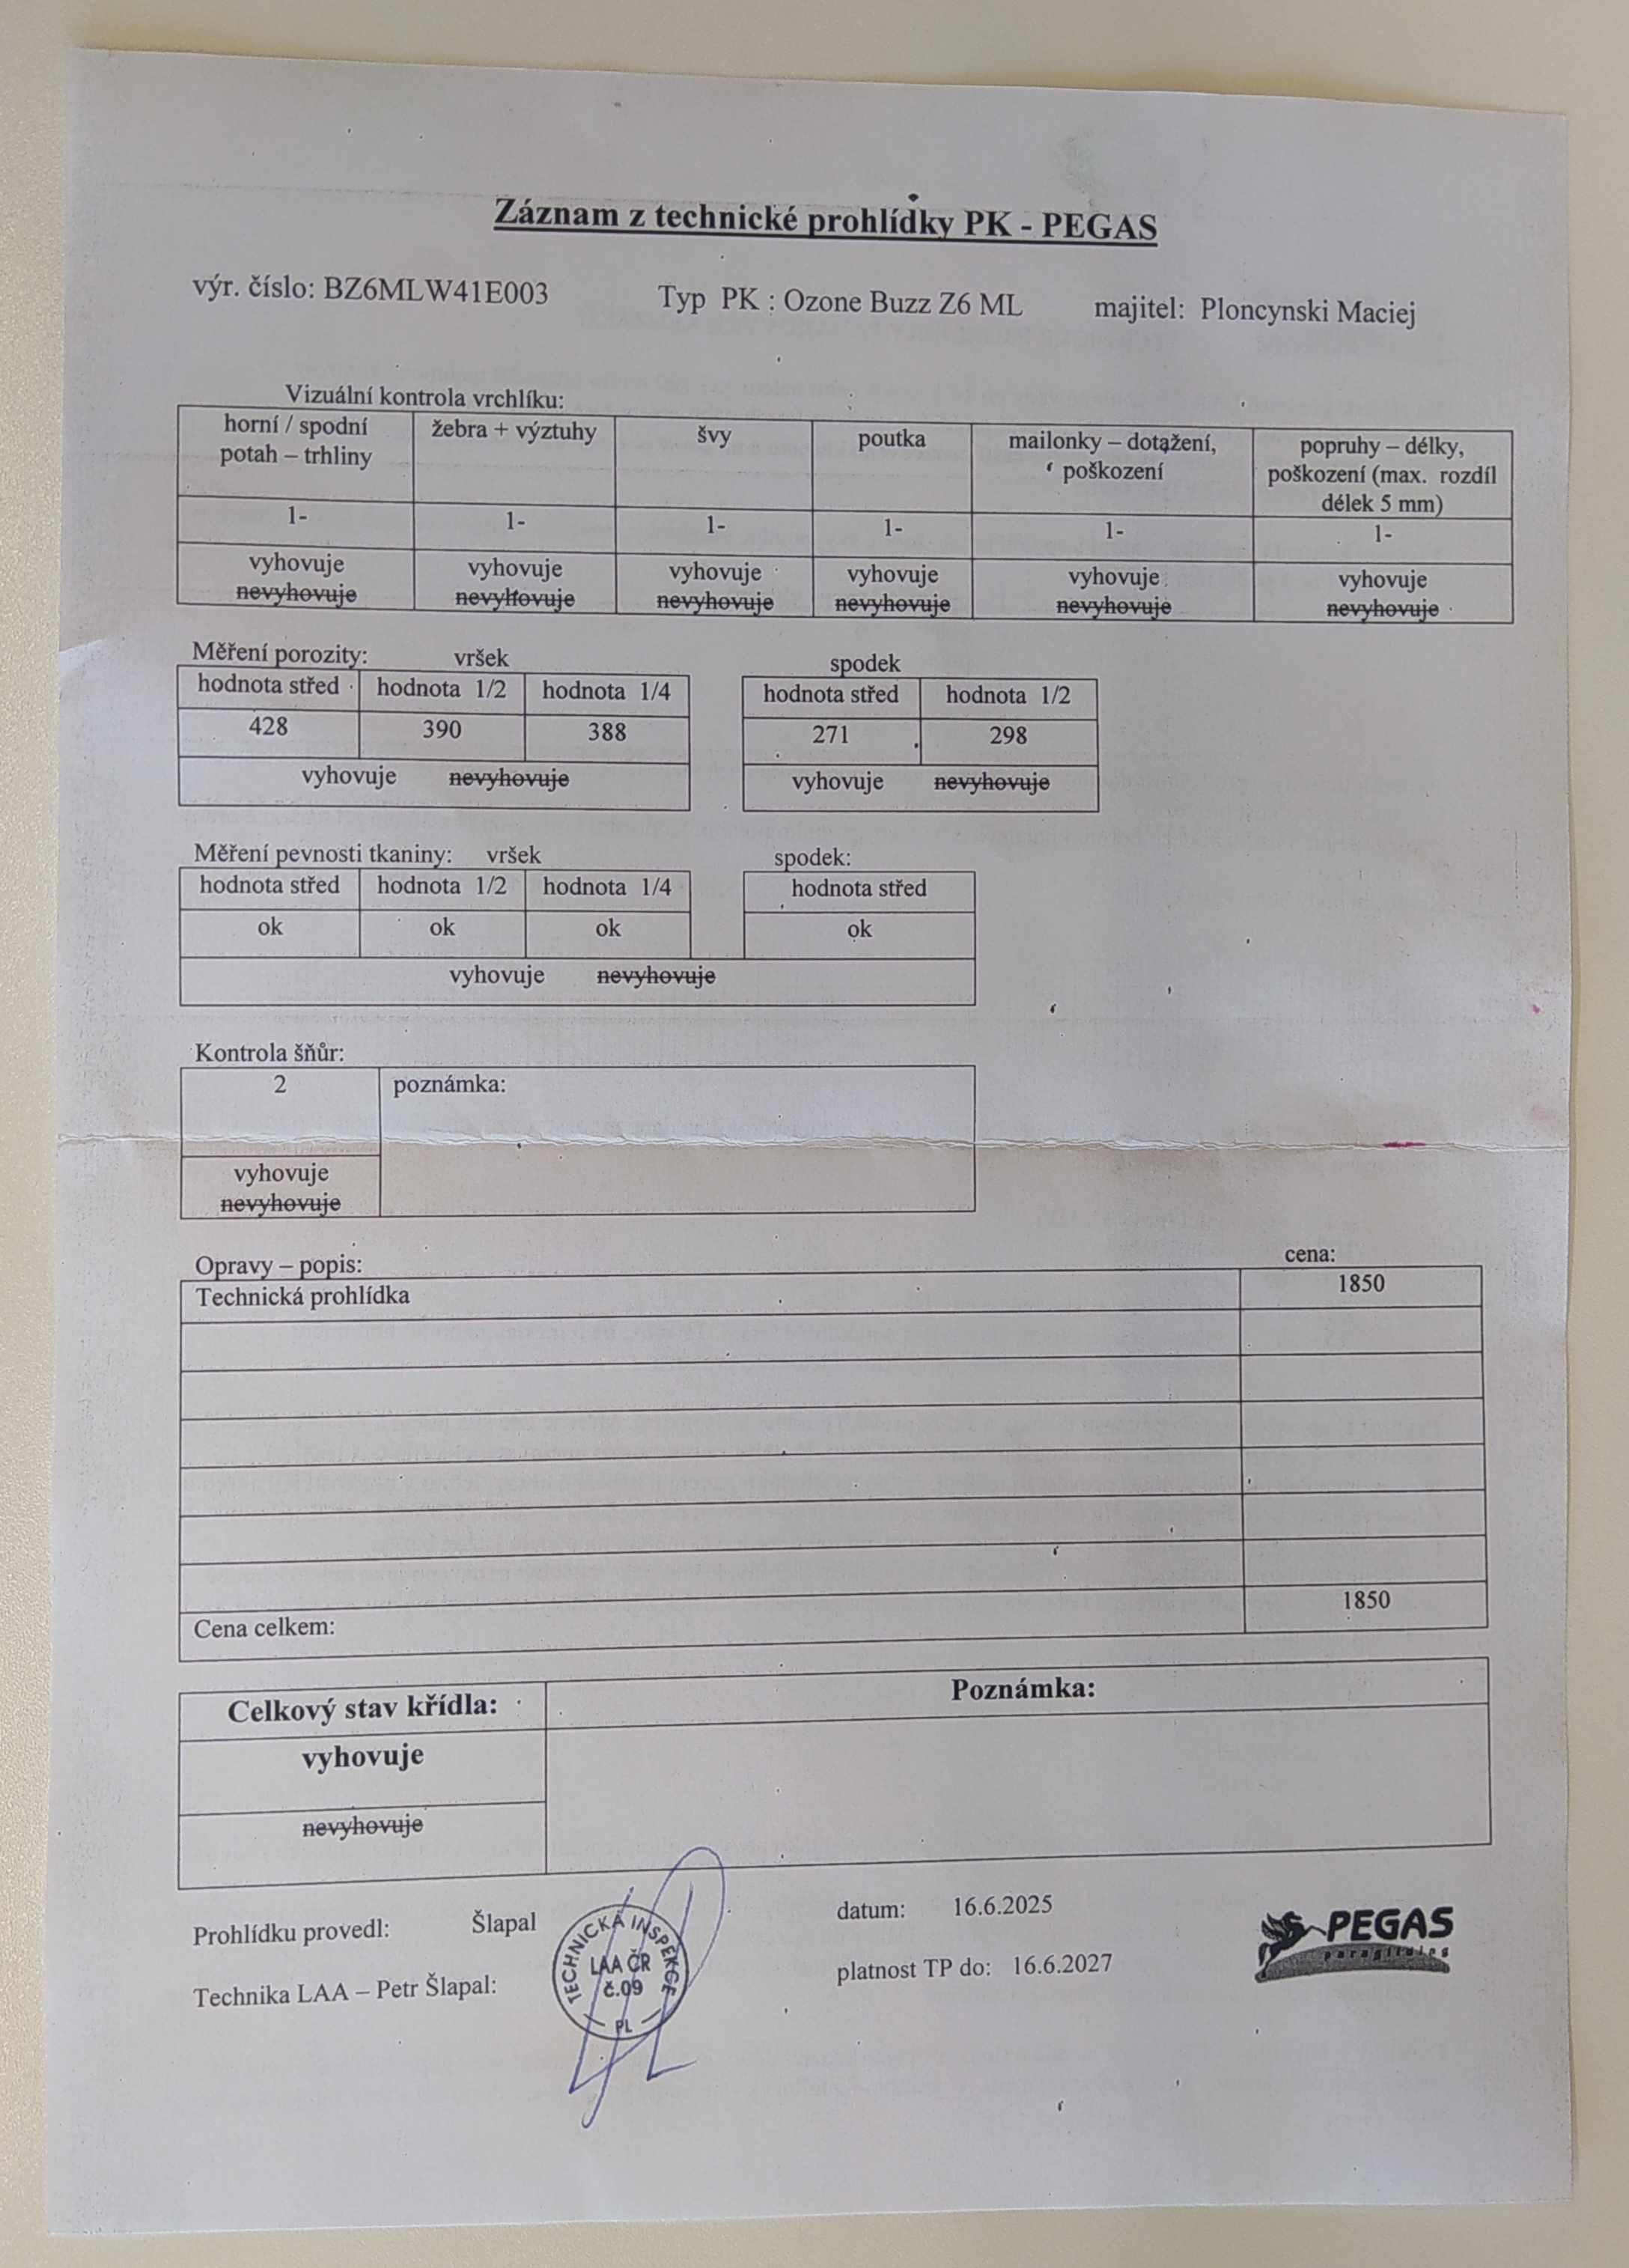 Záznam z technické prohlídky PK - PEGAS
výr. číslo: BZ6MLW41E003 Typ PK : Ozone Buzz Z6 ML majitel: Ploncynski Maciej
Vizuální kontrola vrchlíku:
horní / spodní potah – trhliny žebra + výztuhy švy poutka mailonky – dotažení, poškození popruhy – délky, poškození (max. rozdíl délek 5 mm)
1- 1- 1- 1- 1- 1-
vyhovuje vyhovuje vyhovuje vyhovuje vyhovuje vyhovuje
nevyhovuje nevyhovuje nevyhovuje nevyhovuje nevyhovuje nevyhovuje
Měření porozity: vršek spodek
hodnota střed hodnota 1/2 hodnota 1/4 hodnota střed hodnota 1/2
428 390 388 271 298
vyhovuje nevyhovuje vyhovuje nevyhovuje
Měření pevnosti tkaniny: vršek spodek:
hodnota střed hodnota 1/2 hodnota 1/4 hodnota střed
ok ok ok ok
vyhovuje nevyhovuje
Kontrola šňůr:
2 poznámka:
vyhovuje
nevyhovuje
Opravy – popis: cena:
Technická prohlídka 1850
Cena celkem: 1850
Celkový stav křídla: Poznámka:
vyhovuje
nevyhovuje
Prohlídku provedl: Šlapal datum: 16.6.2025
Technika LAA – Petr Šlapal: platnost TP do: 16.6.2027
TECHNICKÁ INSPEKCE
LAA ČR
č.09
PL
PEGAS
paragliding